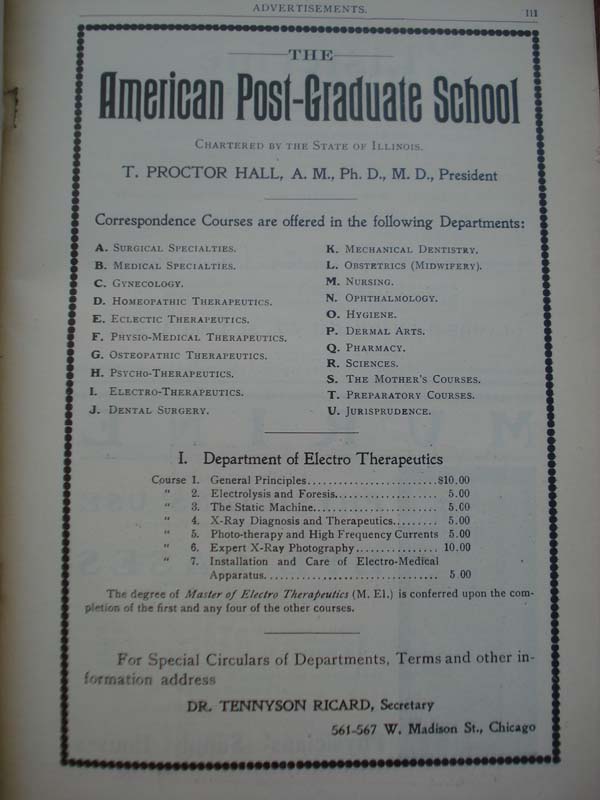 ADVERTISEMENTS.
111
THE
American Post-Graduate School
CHARTERED BY THE STATE OF ILLINOIS.
T. PROCTOR HALL, A. M., Ph. D., M. D., President
Correspondence Courses are offered in the following Departments:
A. SURGICAL SPECIALTIES.
B. MEDICAL SPECIALTIES.
C. GYNECOLOGY.
D. HOMEOPATHIC THERAPEUTICS.
E. ECLECTIC THERAPEUTICS.
F. PHYSIO-MEDICAL THERAPEUTICS.
G. OSTEOPATHIC THERAPEUTICS.
H. PSYCHO-THERAPEUTICS.
I. ELECTRO-THERAPEUTICS.
J. DENTAL SURGERY.
K. MECHANICAL DENTISTRY.
L. OBSTETRICS (MIDWIFERY).
M. NURSING.
N. OPHTHALMOLOGY.
O. HYGIENE.
P. DERMAL ARTS.
Q. PHARMACY.
R. SCIENCES.
S. THE MOTHER'S COURSES.
T. PREPARATORY COURSES.
U. JURISPRUDENCE.
I. Department of Electro Therapeutics
Course 1. General Principles........................$10.00
" 2. Electrolysis and Foresis.................. 5.00
" 3. The Static Machine...................... 5.00
" 4. X-Ray Diagnosis and Therapeutics......... 5.00
" 5. Photo-therapy and High Frequency Currents 5.00
" 6. Expert X-Ray Photography................ 10.00
" 7. Installation and Care of Electro-Medical
Apparatus................................. 5 00
The degree of Master of Electro Therapeutics (M. El.) is conferred upon the com-
pletion of the first and any four of the other courses.
For Special Circulars of Departments, Terms and other in-
formation address
DR. TENNYSON RICARD, Secretary
561-567 W. Madison St., Chicago